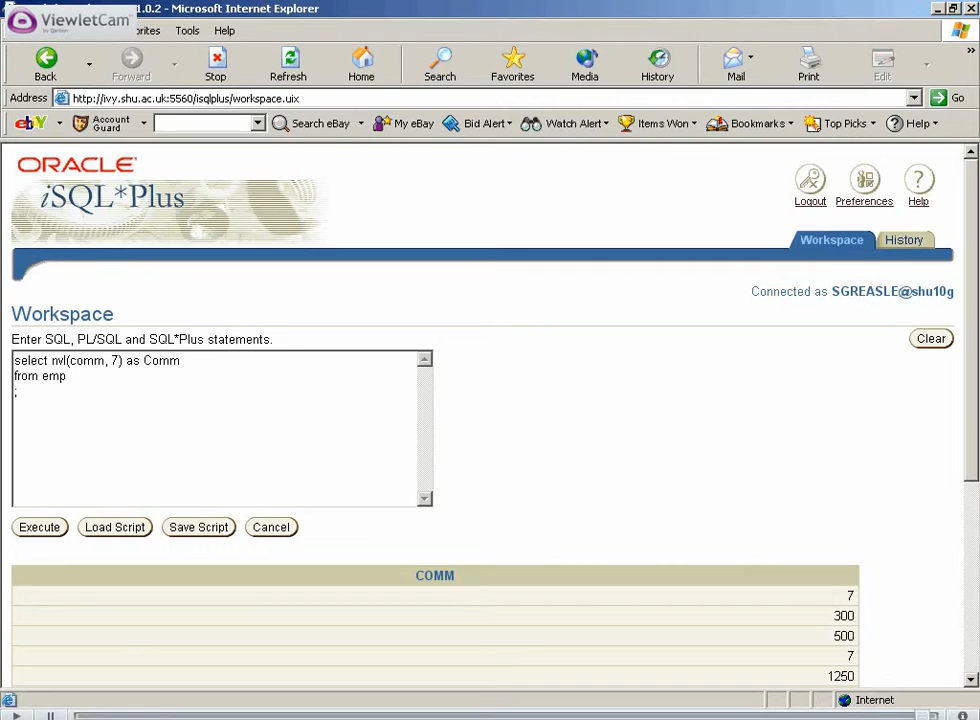 1.0.2 - Microsoft Internet Explorer
ViewletCam
by Qarbon
orites Tools Help
Back Forward Stop Refresh Home Search Favorites Media History Mail Print Edit
Address http://ivy.shu.ac.uk:5560/isqlplus/workspace.uix Go
ebY Account Guard Search eBay My eBay Bid Alert Watch Alert Items Won Bookmarks Top Picks Help
ORACLE
iSQL*Plus
Logout Preferences Help
Workspace History
Connected as SGREASLE@shu10g
Workspace
Enter SQL, PL/SQL and SQL*Plus statements.
Clear
select nvl(comm, 7) as Comm
from emp
;
Execute Load Script Save Script Cancel
COMM
7
300
500
7
1250
Internet